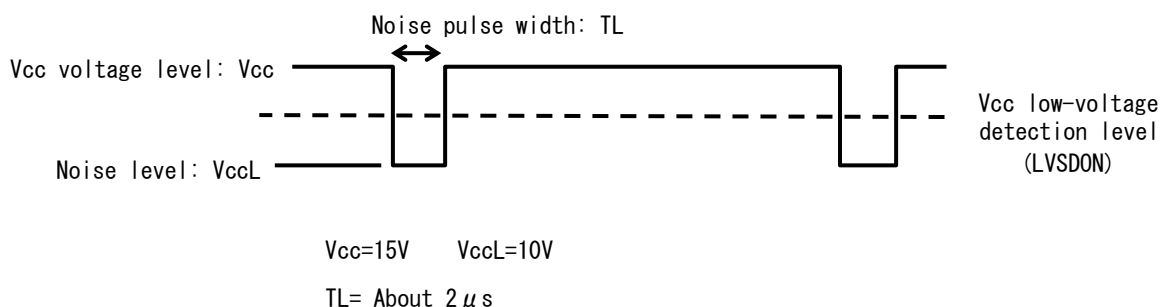 Noise pulse width: TL
Vcc voltage level: Vcc
Vcc low-voltage
detection level
(LVSDON)
Noise level: VccL
Vcc=15V VccL=10V
TL= About 2μs